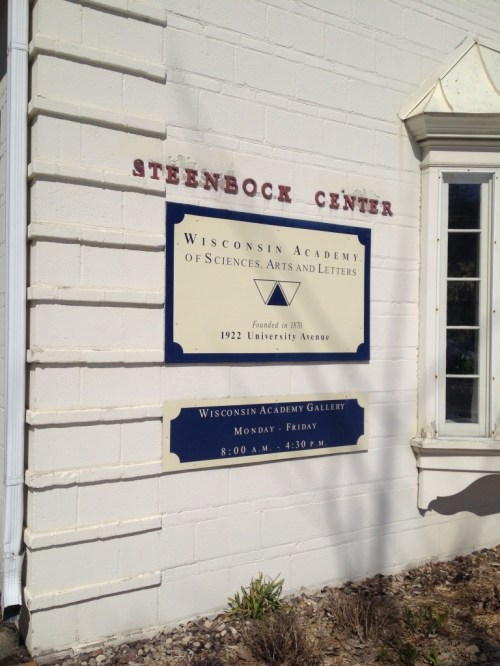 STEENBOCK CENTER
WISCONSIN ACADEMY
OF SCIENCES, ARTS AND LETTERS
Founded in 1870
1922 University Avenue
WISCONSIN ACADEMY GALLERY
MONDAY - FRIDAY
8:00 A.M. - 4:30 P.M.